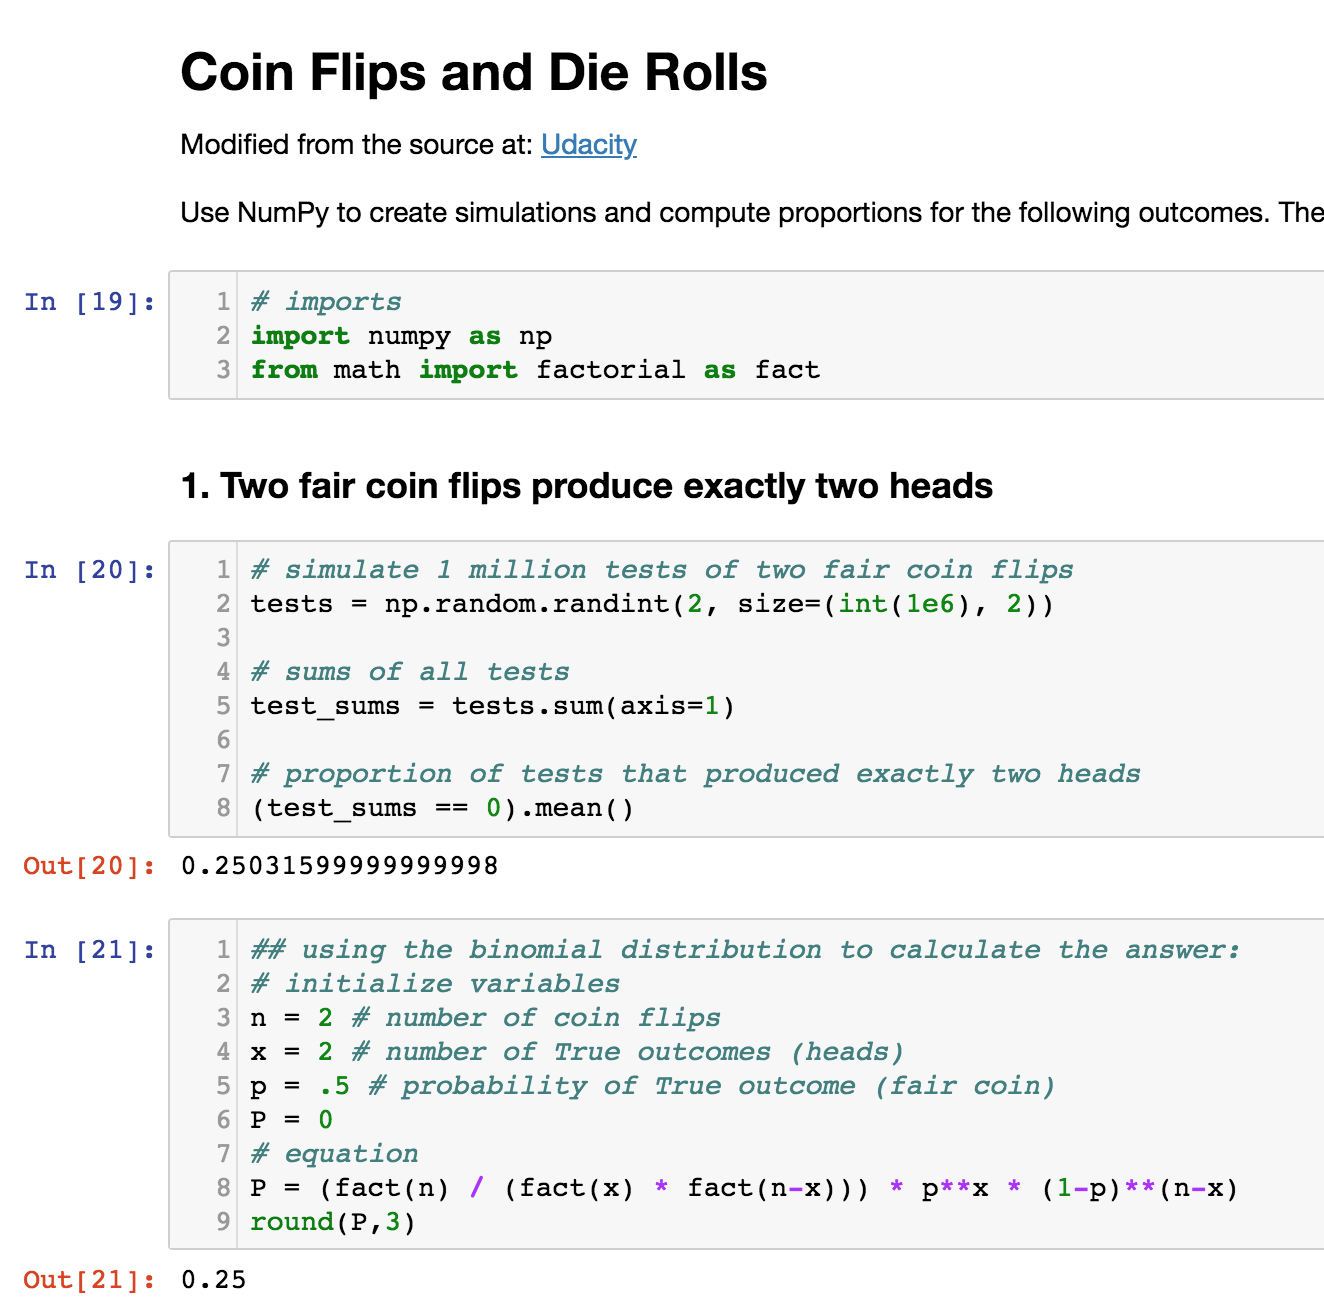 Coin Flips and Die Rolls
Modified from the source at: Udacity
Use NumPy to create simulations and compute proportions for the following outcomes. The
In [19]:
1 # imports
2 import numpy as np
3 from math import factorial as fact
1. Two fair coin flips produce exactly two heads
In [20]:
1 # simulate 1 million tests of two fair coin flips
2 tests = np.random.randint(2, size=(int(1e6), 2))
3
4 # sums of all tests
5 test_sums = tests.sum(axis=1)
6
7 # proportion of tests that produced exactly two heads
8 (test_sums == 0).mean()
Out[20]: 0.25031599999999998
In [21]:
1 ## using the binomial distribution to calculate the answer:
2 # initialize variables
3 n = 2 # number of coin flips
4 x = 2 # number of True outcomes (heads)
5 p = .5 # probability of True outcome (fair coin)
6 P = 0
7 # equation
8 P = (fact(n) / (fact(x) * fact(n-x))) * p**x * (1-p)**(n-x)
9 round(P,3)
Out[21]: 0.25